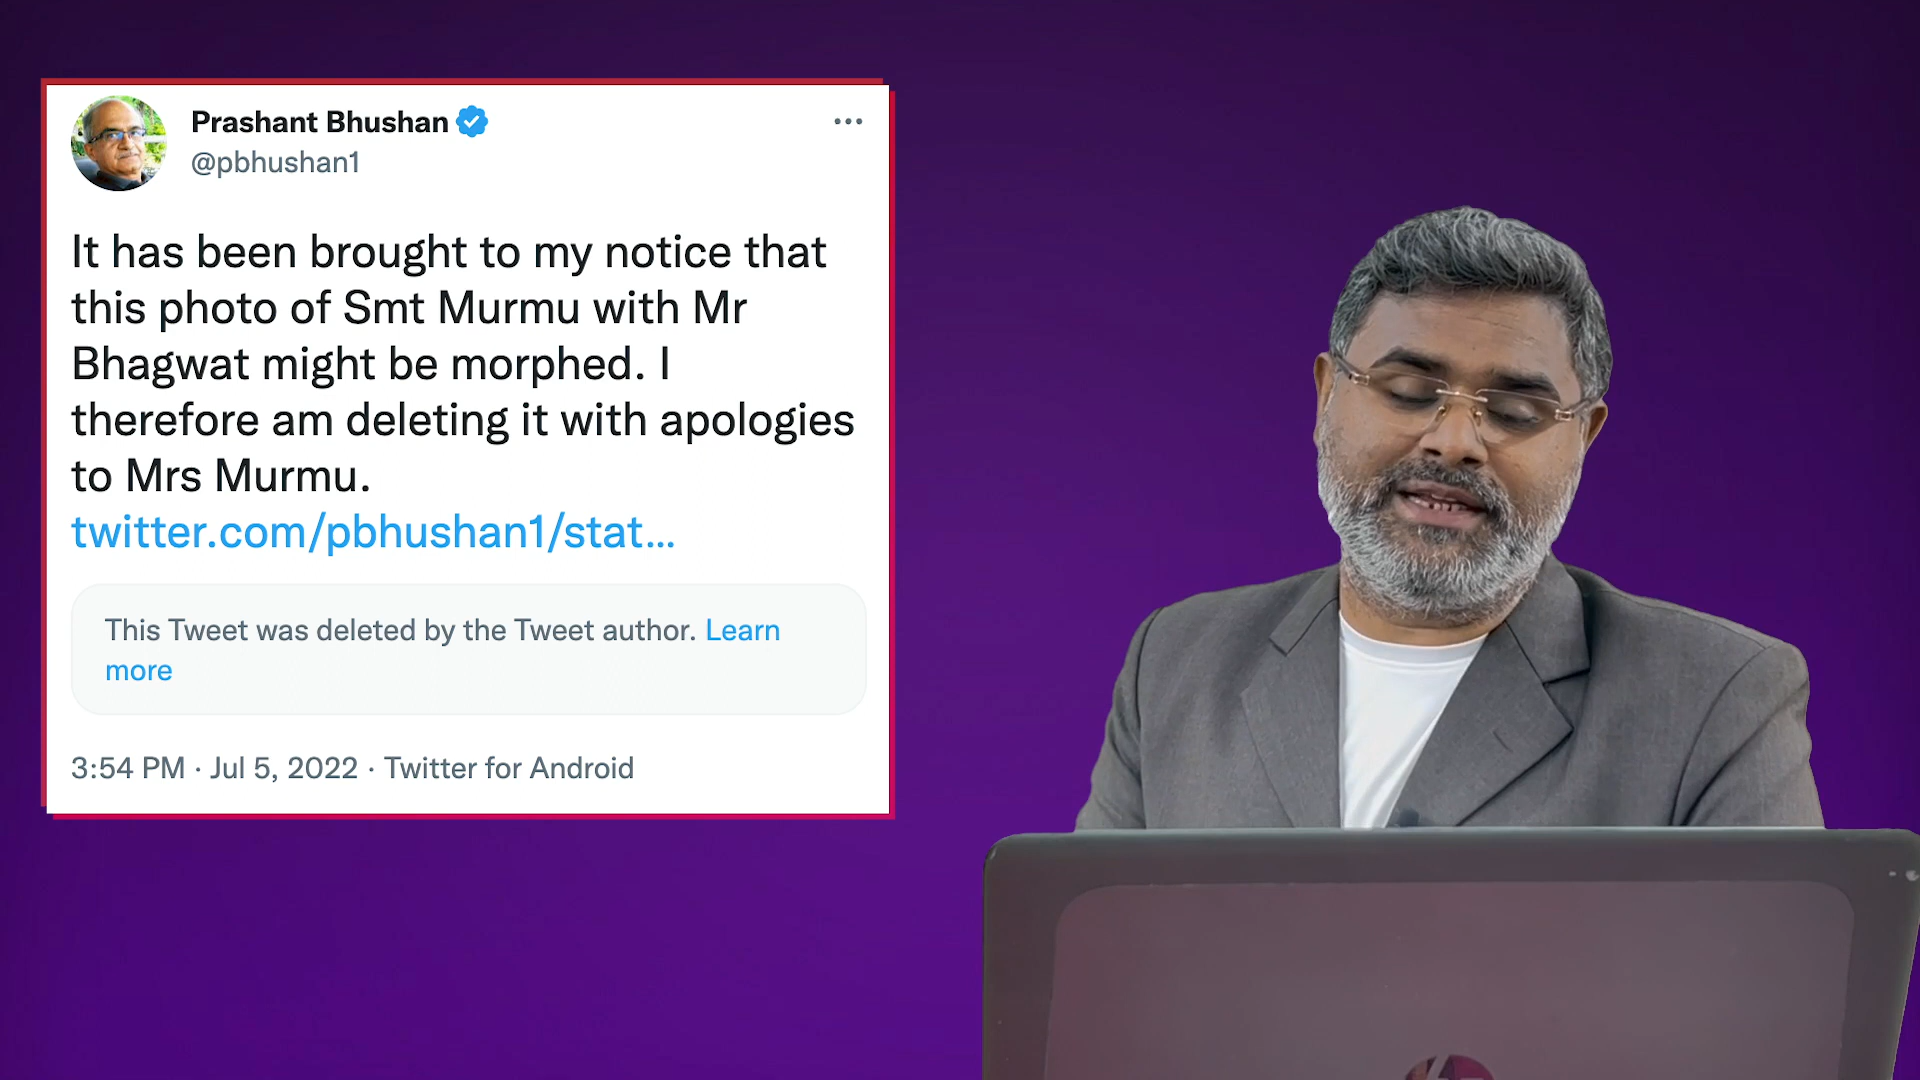 Prashant Bhushan
@pbhushan1
It has been brought to my notice that
this photo of Smt Murmu with Mr
Bhagwat might be morphed. I
therefore am deleting it with apologies
to Mrs Murmu.
twitter.com/pbhushan1/stat...
This Tweet was deleted by the Tweet author. Learn
more
3:54 PM · Jul 5, 2022 · Twitter for Android